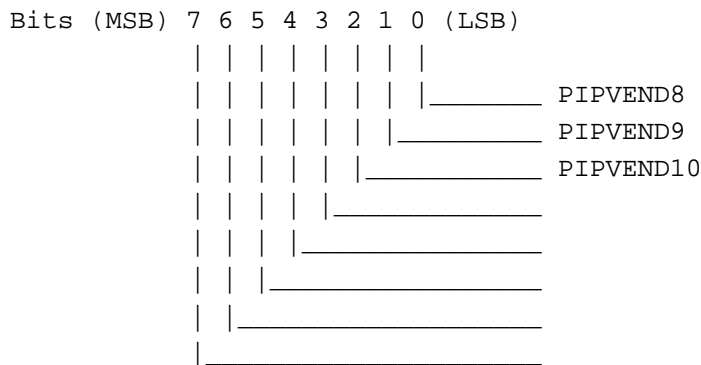 Bits (MSB) 7 6 5 4 3 2 1 0 (LSB)
PIPVEND8
PIPVEND9
PIPVEND10